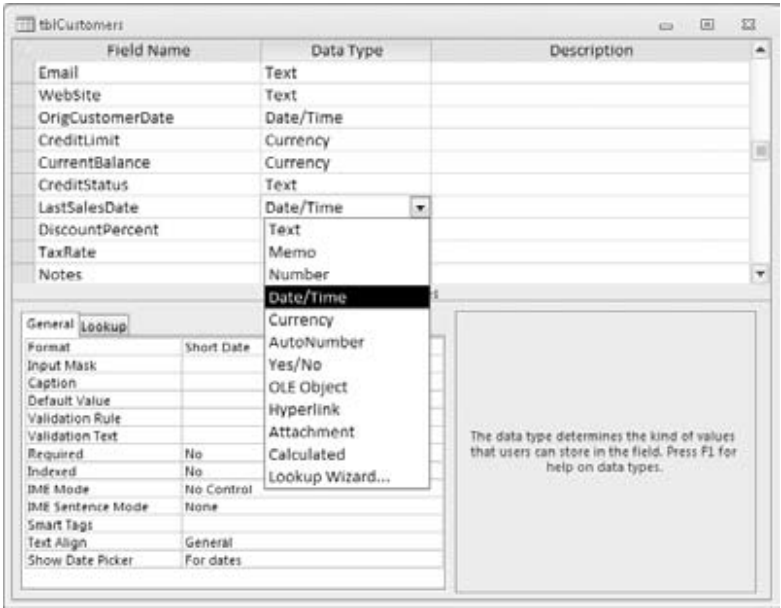 tblCustomers
Field Name Data Type Description
Email Text
WebSite Text
OrigCustomerDate Date/Time
CreditLimit Currency
CurrentBalance Currency
CreditStatus Text
LastSalesDate Date/Time
DiscountPercent Text
TaxRate Memo
Notes Number
Date/Time
Currency
AutoNumber
Yes/No
OLE Object
Hyperlink
Attachment
Calculated
Lookup Wizard...
General Lookup
Format Short Date
Input Mask
Caption
Default Value
Validation Rule
Validation Text
Required No
Indexed No
IME Mode No Control
IME Sentence Mode None
Smart Tags
Text Align General
Show Date Picker For dates
The data type determines the kind of values
that users can store in the field. Press F1 for
help on data types.